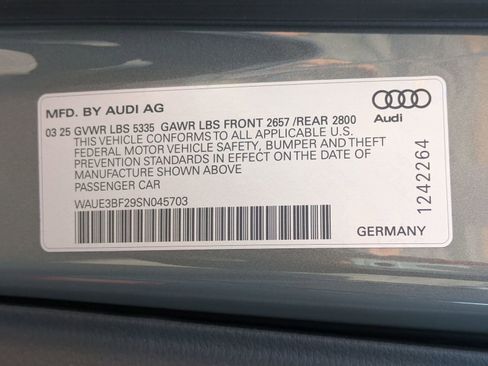 MFD. BY AUDI AG
Audi
03 25 GVWR LBS 5335 GAWR LBS FRONT 2657 /REAR 2800
THIS VEHICLE CONFORMS TO ALL APPLICABLE U.S.
FEDERAL MOTOR VEHICLE SAFETY, BUMPER AND THEFT
PREVENTION STANDARDS IN EFFECT ON THE DATE OF
MANUFACTURE SHOWN ABOVE
PASSENGER CAR
WAUE3BF29SN045703
1242264
GERMANY